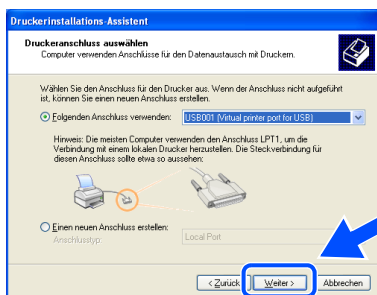 Druckerinstallations-Assistent
Druckeranschluss auswählen
Computer verwenden Anschlüsse für den Datenaustausch mit Druckern.
Wählen Sie den Anschluss für den Drucker aus. Wenn der Anschluss nicht aufgeführt
ist, können Sie einen neuen Anschluss erstellen.
Folgenden Anschluss verwenden: USB001 (Virtual printer port for USB)
Hinweis: Die meisten Computer verwenden den Anschluss LPT1, um die
Verbindung mit einem lokalen Drucker herzustellen. Die Steckverbindung für
diesen Anschluss sollte etwa so aussehen:
Einen neuen Anschluss erstellen:
Anschlusstyp: Local Port
< Zurück Weiter > Abbrechen